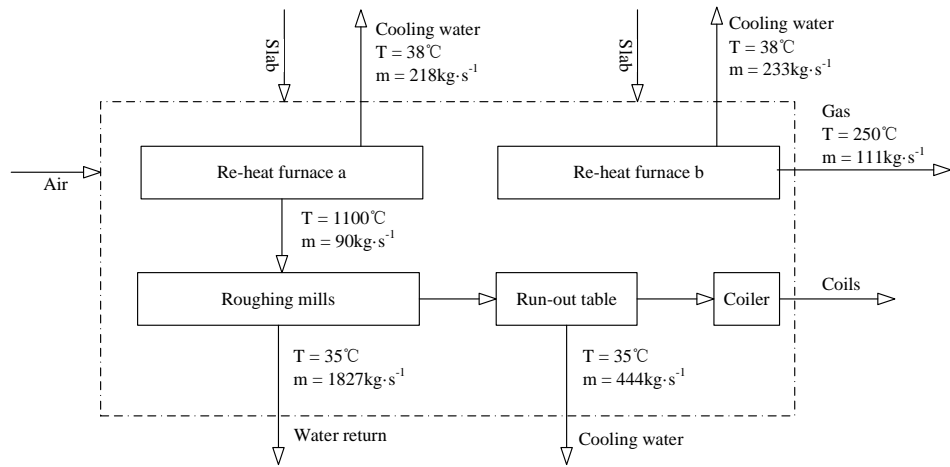 Slab
Cooling water
T = 38℃
m = 218kg·s-1
Slab
Cooling water
T = 38℃
m = 233kg·s-1
Gas
T = 250℃
m = 111kg·s-1
Air
Re-heat furnace a
Re-heat furnace b
T = 1100℃
m = 90kg·s-1
Roughing mills
Run-out table
Coiler
Coils
T = 35℃
m = 1827kg·s-1
T = 35℃
m = 444kg·s-1
Water return
Cooling water